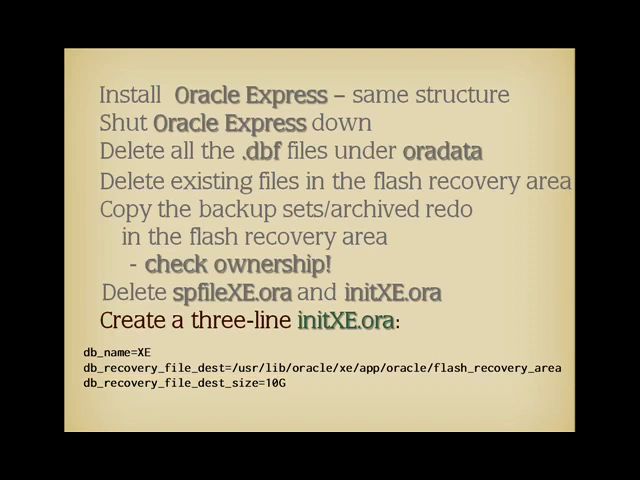 Install Oracle Express – same structure
Shut Oracle Express down
Delete all the .dbf files under oradata
Delete existing files in the flash recovery area
Copy the backup sets/archived redo
in the flash recovery area
- check ownership!
Delete spfileXE.ora and initXE.ora
Create a three-line initXE.ora:
db_name=XE
db_recovery_file_dest=/usr/lib/oracle/xe/app/oracle/flash_recovery_area
db_recovery_file_dest_size=10G